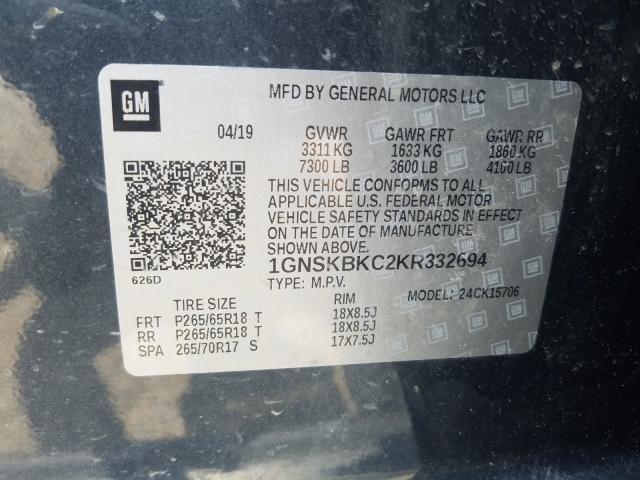 GM
MFD BY GENERAL MOTORS LLC
04/19 GVWR GAWR FRT GAWR RR
3311 KG 1633 KG 1860 KG
7300 LB 3600 LB 4100 LB
THIS VEHICLE CONFORMS TO ALL
APPLICABLE U.S. FEDERAL MOTOR
VEHICLE SAFETY STANDARDS IN EFFECT
ON THE DATE OF MANUFACTURE
SHOWN ABOVE.
1GNSKBKC2KR332694
626D
TYPE: M.P.V. MODEL: 24CK15706
TIRE SIZE RIM
FRT P265/65R18 T 18X8.5J
RR P265/65R18 T 18X8.5J
SPA 265/70R17 S 17X7.5J